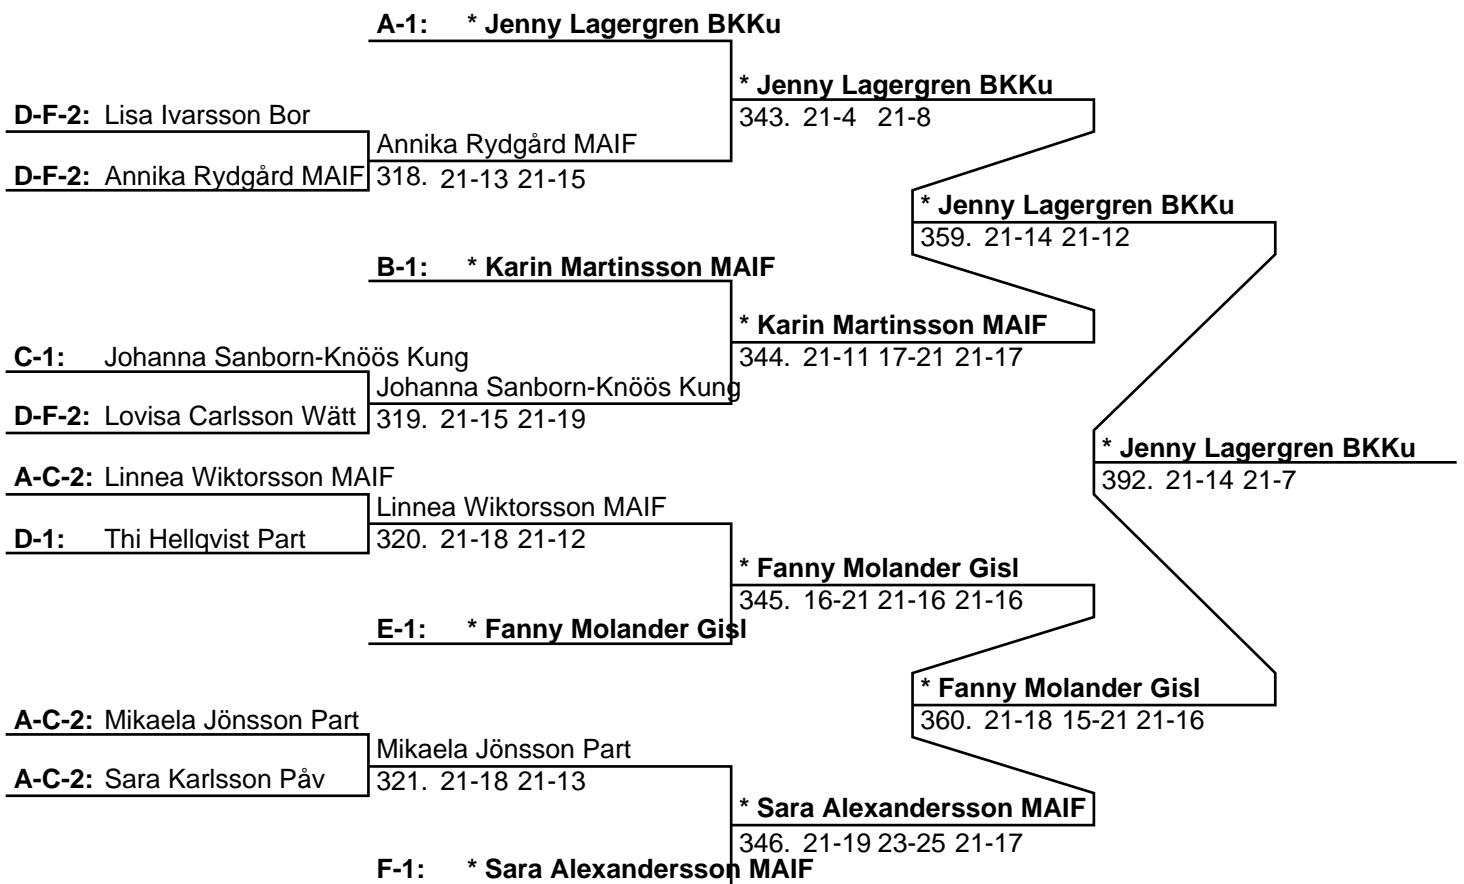 A-1: * Jenny Lagergren BKKu
* Jenny Lagergren BKKu
343. 21-4 21-8
D-F-2: Lisa Ivarsson Bor
Annika Rydgård MAIF
D-F-2: Annika Rydgård MAIF
318. 21-13 21-15
* Jenny Lagergren BKKu
359. 21-14 21-12
B-1: * Karin Martinsson MAIF
* Karin Martinsson MAIF
344. 21-11 17-21 21-17
C-1: Johanna Sanborn-Knöös Kung
Johanna Sanborn-Knöös Kung
D-F-2: Lovisa Carlsson Wätt
319. 21-15 21-19
* Jenny Lagergren BKKu
392. 21-14 21-7
A-C-2: Linnea Wiktorsson MAIF
Linnea Wiktorsson MAIF
D-1: Thi Hellqvist Part
320. 21-18 21-12
* Fanny Molander Gisl
345. 16-21 21-16 21-16
E-1: * Fanny Molander Gisl
* Fanny Molander Gisl
360. 21-18 15-21 21-16
A-C-2: Mikaela Jönsson Part
Mikaela Jönsson Part
A-C-2: Sara Karlsson Påv
321. 21-18 21-13
* Sara Alexandersson MAIF
346. 21-19 23-25 21-17
F-1: * Sara Alexandersson MAIF